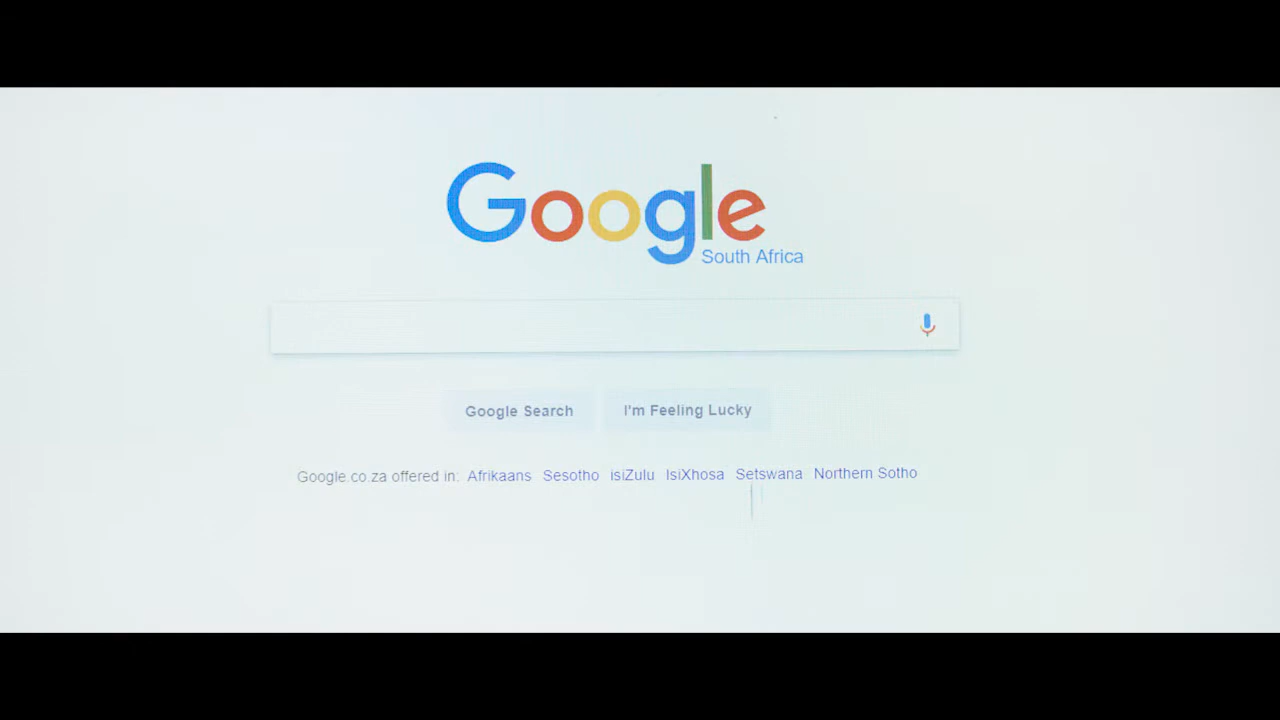 Google
South Africa
Google Search I'm Feeling Lucky
Google.co.za offered in: Afrikaans Sesotho isiZulu IsiXhosa Setswana Northern Sotho